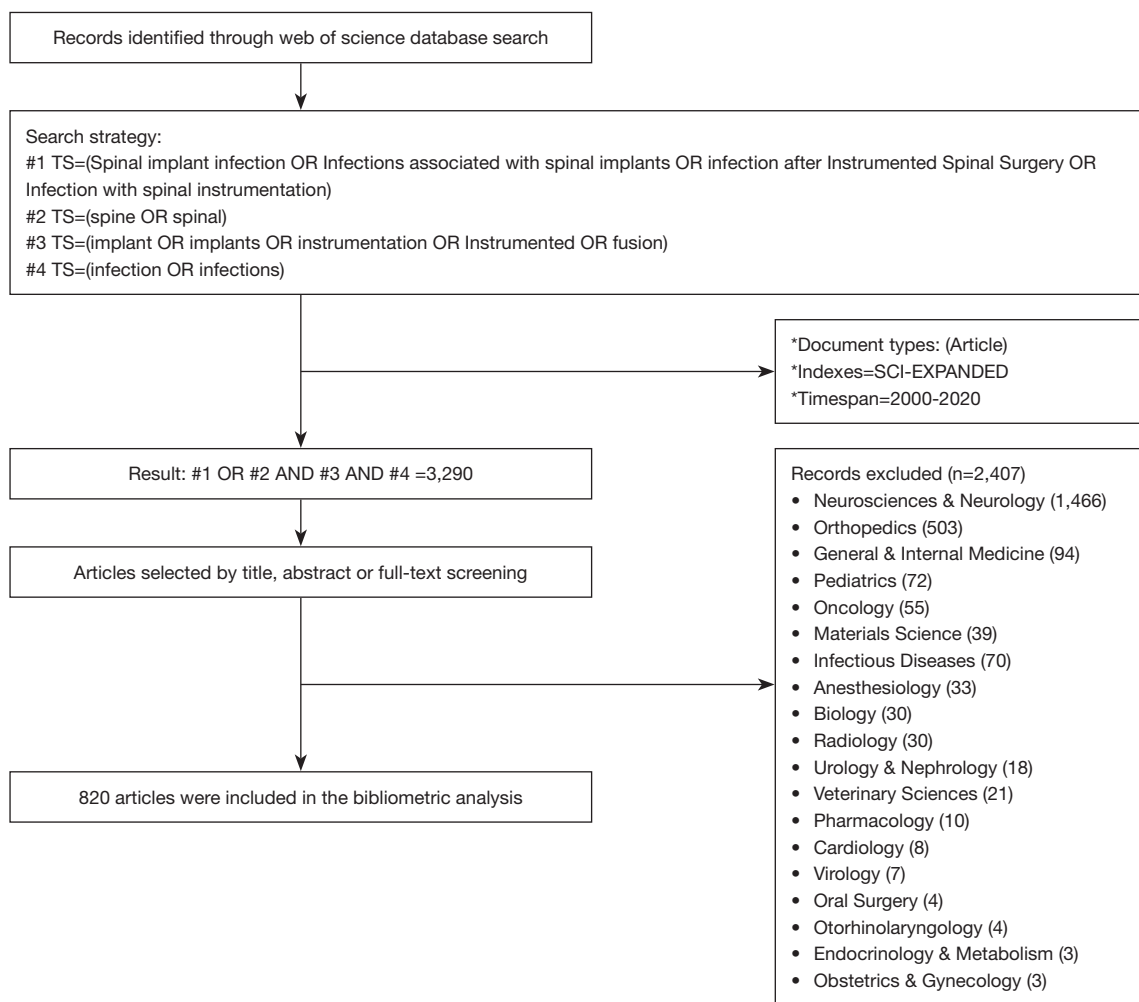 Records identified through web of science database search
Search strategy:
#1 TS=(Spinal implant infection OR Infections associated with spinal implants OR infection after Instrumented Spinal Surgery OR
Infection with spinal instrumentation)
#2 TS=(spine OR spinal)
#3 TS=(implant OR implants OR instrumentation OR Instrumented OR fusion)
#4 TS=(infection OR infections)
*Document types: (Article)
*Indexes=SCI-EXPANDED
*Timespan=2000-2020
Result: #1 OR #2 AND #3 AND #4 =3,290
Articles selected by title, abstract or full-text screening
Records excluded (n=2,407)
• Neurosciences & Neurology (1,466)
• Orthopedics (503)
• General & Internal Medicine (94)
• Pediatrics (72)
• Oncology (55)
• Materials Science (39)
• Infectious Diseases (70)
• Anesthesiology (33)
• Biology (30)
• Radiology (30)
• Urology & Nephrology (18)
• Veterinary Sciences (21)
• Pharmacology (10)
• Cardiology (8)
• Virology (7)
• Oral Surgery (4)
• Otorhinolaryngology (4)
• Endocrinology & Metabolism (3)
• Obstetrics & Gynecology (3)
820 articles were included in the bibliometric analysis